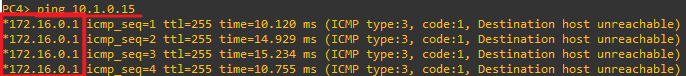 PC4> ping 10.1.0.15
*172.16.0.1 icmp_seq=1 ttl=255 time=10.120 ms (ICMP type:3, code:1, Destination host unreachable)
*172.16.0.1 icmp_seq=2 ttl=255 time=14.929 ms (ICMP type:3, code:1, Destination host unreachable)
*172.16.0.1 icmp_seq=3 ttl=255 time=15.234 ms (ICMP type:3, code:1, Destination host unreachable)
*172.16.0.1 icmp_seq=4 ttl=255 time=10.755 ms (ICMP type:3, code:1, Destination host unreachable)